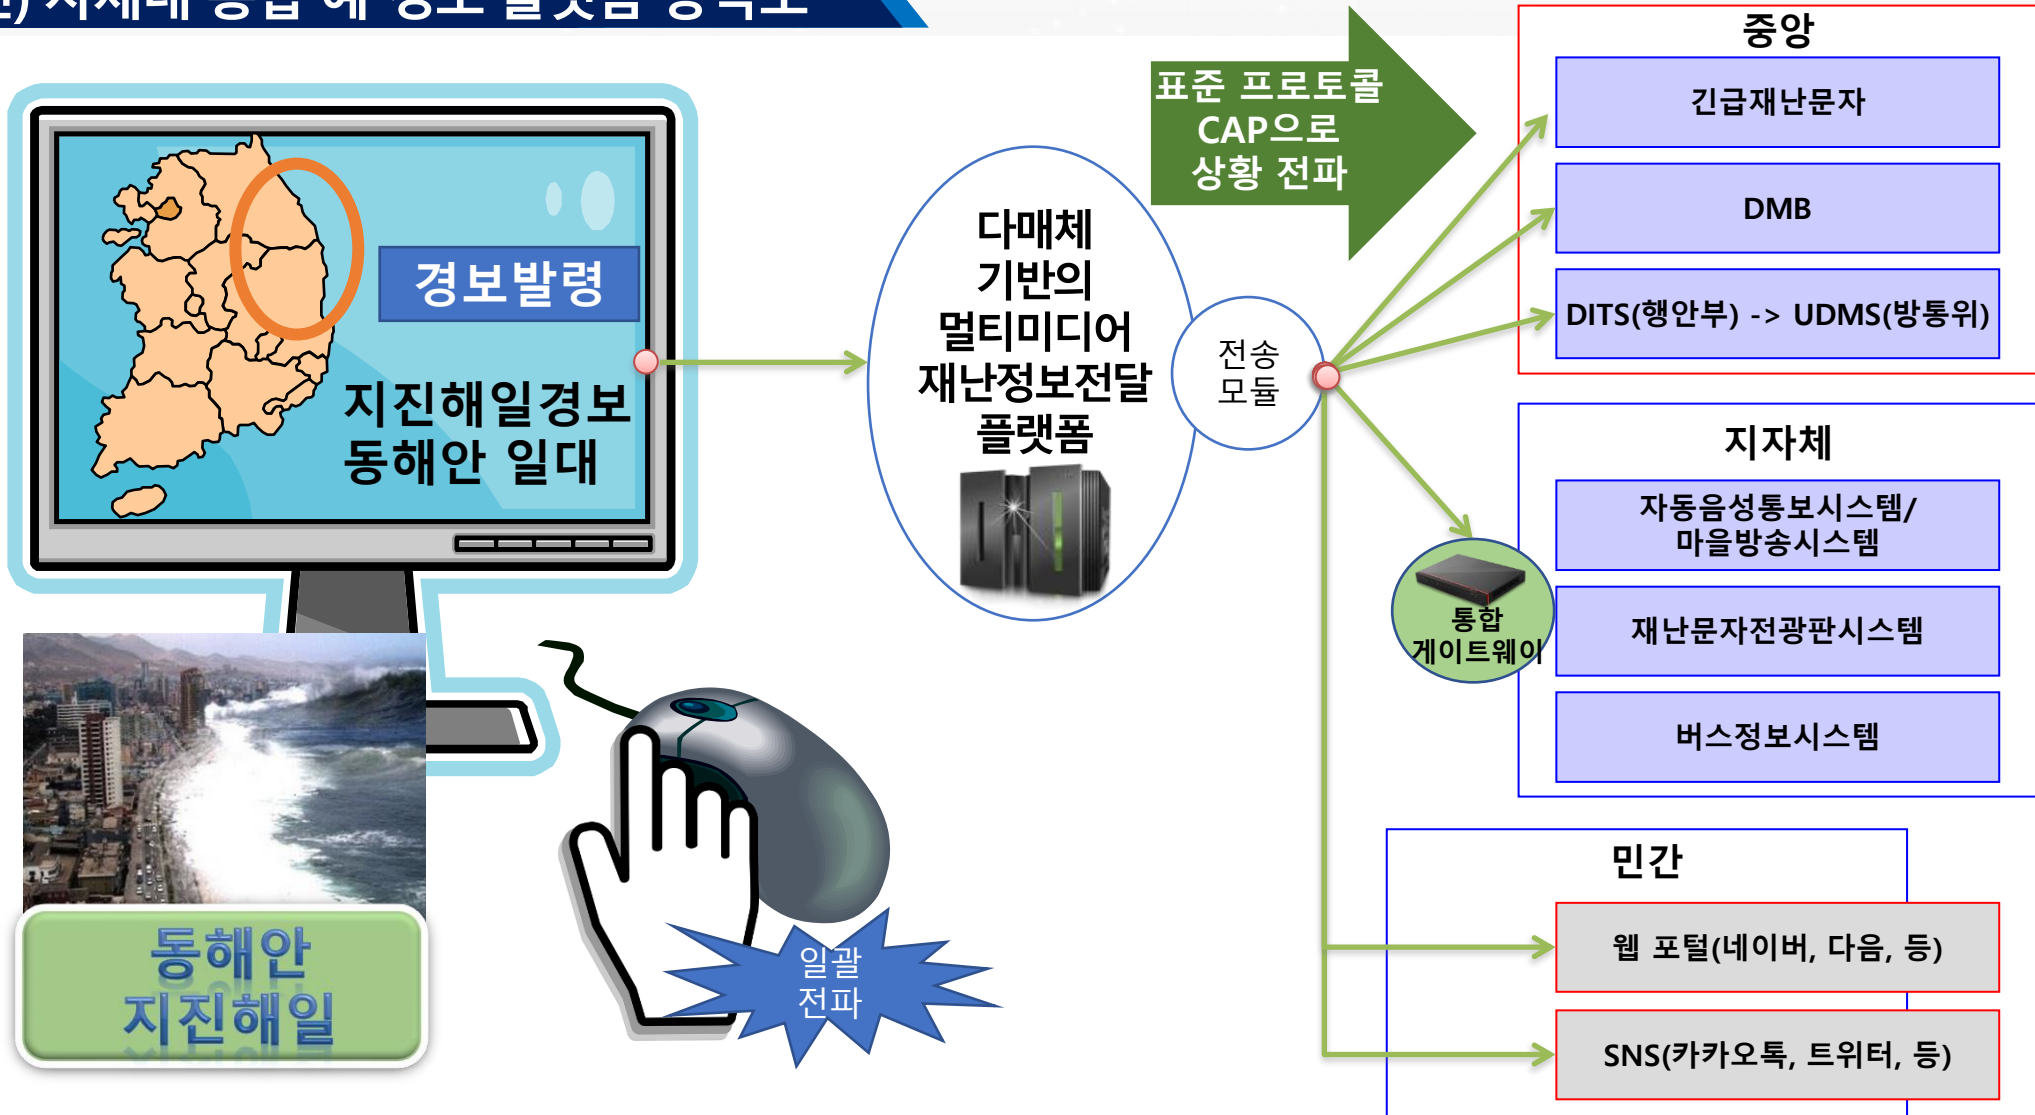 경보발령
지진해일경보
동해안 일대
동해안
지진해일
일괄
전파
다매체
기반의
멀티미디어
재난정보전달
플랫폼
전송
모듈
표준 프로토콜
CAP으로
상황 전파
중앙
긴급재난문자
DMB
DITS(행안부) -> UDMS(방통위)
지자체
자동음성통보시스템/
마을방송시스템
재난문자전광판시스템
버스정보시스템
통합
게이트웨이
민간
웹 포털(네이버, 다음, 등)
SNS(카카오톡, 트위터, 등)